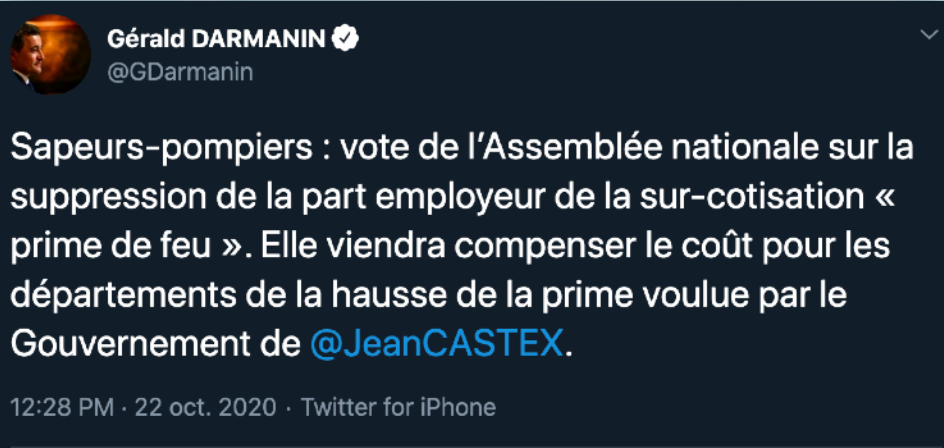 Gérald DARMANIN
@GDarmanin
Sapeurs-pompiers : vote de l’Assemblée nationale sur la
suppression de la part employeur de la sur-cotisation «
prime de feu ». Elle viendra compenser le coût pour les
départements de la hausse de la prime voulue par le
Gouvernement de @JeanCASTEX.
12:28 PM · 22 oct. 2020 · Twitter for iPhone